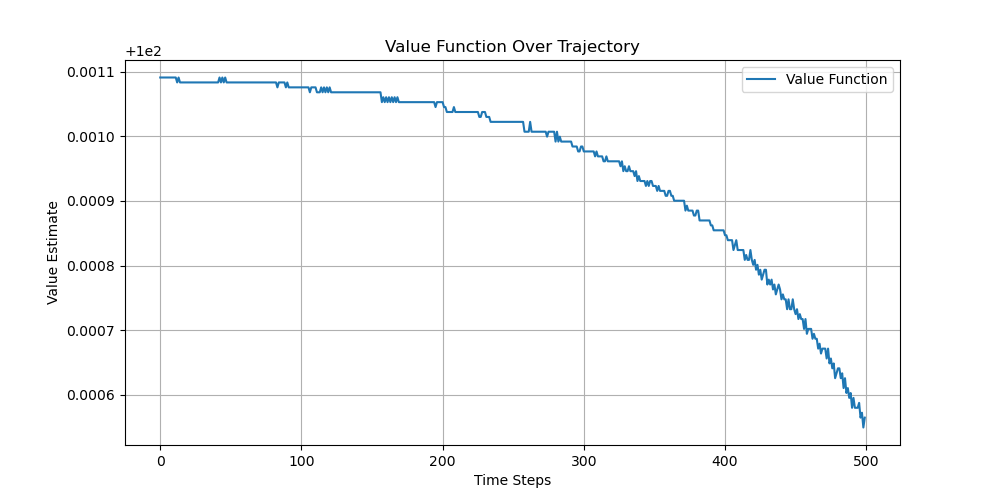 Value Function Over Trajectory
+1e2
Value Function
0.0011
0.0010
0.0009
0.0008
0.0007
0.0006
Value Estimate
0 100 200 300 400 500
Time Steps